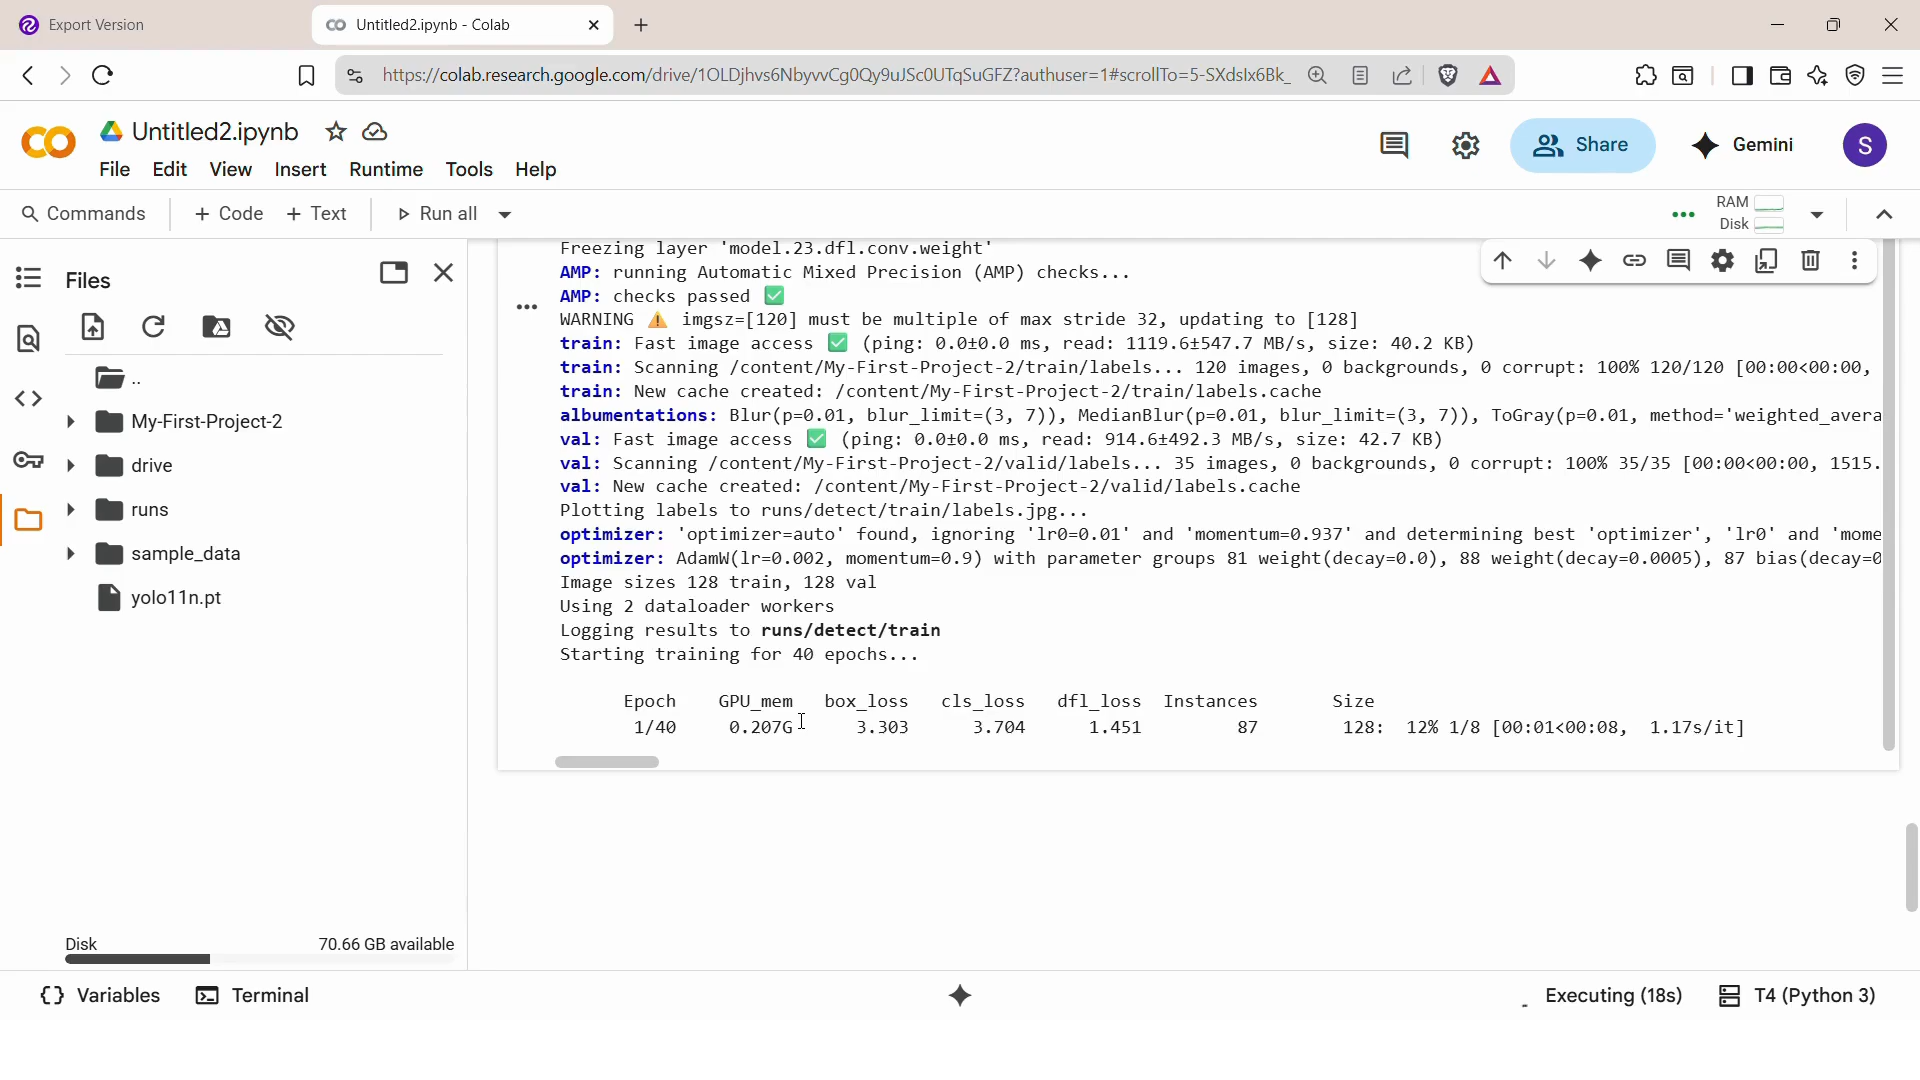 Export Version
Untitled2.ipynb - Colab
https://colab.research.google.com/drive/1OLDjhvs6NbyvvCg0Qy9uJSc0UTqSuGFZ?authuser=1#scrollTo=5-SXdsIx6Bk_
Untitled2.ipynb
File Edit View Insert Runtime Tools Help
Share
Gemini
S
Commands + Code + Text Run all
RAM
Disk
Files
..
My-First-Project-2
drive
runs
sample_data
yolo11n.pt
Disk 70.66 GB available
Freezing layer 'model.23.dfl.conv.weight'
AMP: running Automatic Mixed Precision (AMP) checks...
AMP: checks passed ✅
WARNING ⚠️ imgsz=[120] must be multiple of max stride 32, updating to [128]
train: Fast image access ✅ (ping: 0.0±0.0 ms, read: 1119.6±547.7 MB/s, size: 40.2 KB)
train: Scanning /content/My-First-Project-2/train/labels... 120 images, 0 backgrounds, 0 corrupt: 100% 120/120 [00:00<00:00,
train: New cache created: /content/My-First-Project-2/train/labels.cache
albumentations: Blur(p=0.01, blur_limit=(3, 7)), MedianBlur(p=0.01, blur_limit=(3, 7)), ToGray(p=0.01, method='weighted_avera
val: Fast image access ✅ (ping: 0.0±0.0 ms, read: 914.6±492.3 MB/s, size: 42.7 KB)
val: Scanning /content/My-First-Project-2/valid/labels... 35 images, 0 backgrounds, 0 corrupt: 100% 35/35 [00:00<00:00, 1515.
val: New cache created: /content/My-First-Project-2/valid/labels.cache
Plotting labels to runs/detect/train/labels.jpg...
optimizer: 'optimizer=auto' found, ignoring 'lr0=0.01' and 'momentum=0.937' and determining best 'optimizer', 'lr0' and 'mome
optimizer: AdamW(lr=0.002, momentum=0.9) with parameter groups 81 weight(decay=0.0), 88 weight(decay=0.0005), 87 bias(decay=0
Image sizes 128 train, 128 val
Using 2 dataloader workers
Logging results to runs/detect/train
Starting training for 40 epochs...
Epoch GPU_mem box_loss cls_loss dfl_loss Instances Size
1/40 0.207G 3.303 3.704 1.451 87 128: 12% 1/8 [00:01<00:08, 1.17s/it]
Variables Terminal
Executing (18s) T4 (Python 3)